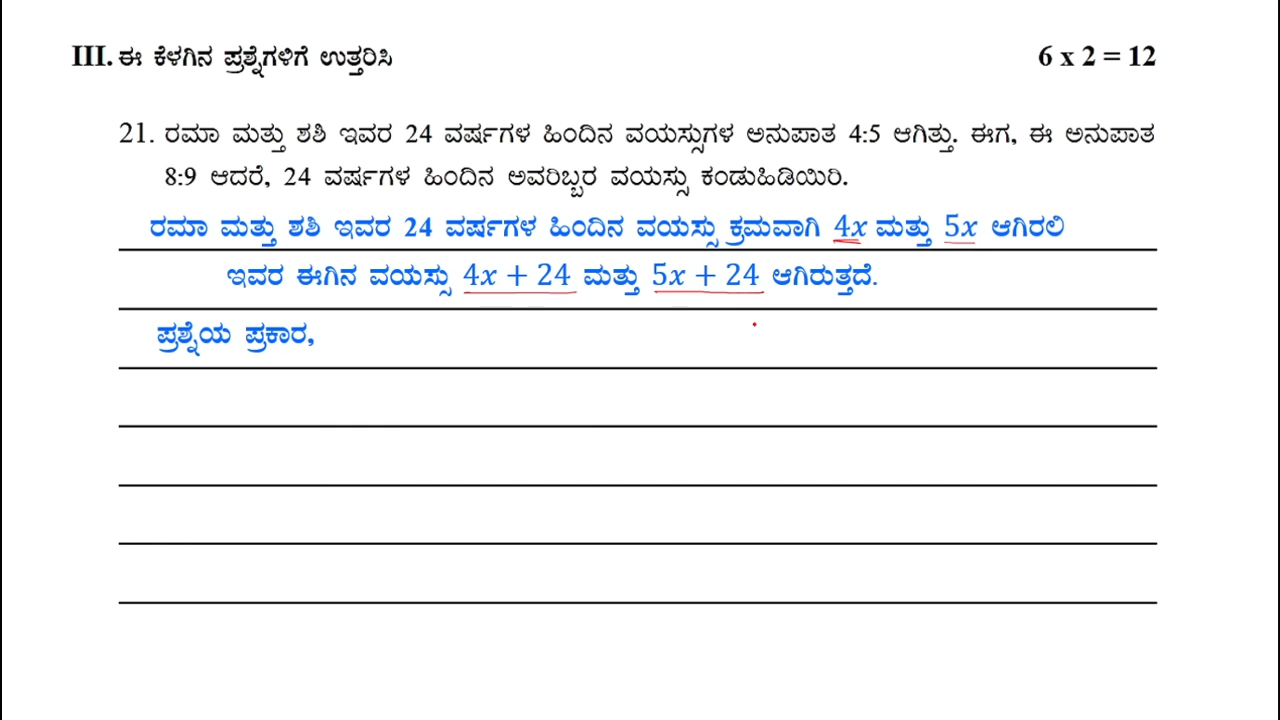 III. ಈ ಕೆಳಗಿನ ಪ್ರಶ್ನೆಗಳಿಗೆ ಉತ್ತರಿಸಿ 6 x 2 = 12
21. ರಮಾ ಮತ್ತು ಶಶಿ ಇವರ 24 ವರ್ಷಗಳ ಹಿಂದಿನ ವಯಸ್ಸುಗಳ ಅನುಪಾತ 4:5 ಆಗಿತ್ತು. ಈಗ, ಈ ಅನುಪಾತ
8:9 ಆದರೆ, 24 ವರ್ಷಗಳ ಹಿಂದಿನ ಅವರಿಬ್ಬರ ವಯಸ್ಸು ಕಂಡುಹಿಡಿಯಿರಿ.
ರಮಾ ಮತ್ತು ಶಶಿ ಇವರ 24 ವರ್ಷಗಳ ಹಿಂದಿನ ವಯಸ್ಸು ಕ್ರಮವಾಗಿ 4x ಮತ್ತು 5x ಆಗಿರಲಿ
ಇವರ ಈಗಿನ ವಯಸ್ಸು 4x + 24 ಮತ್ತು 5x + 24 ಆಗಿರುತ್ತದೆ.
ಪ್ರಶ್ನೆಯ ಪ್ರಕಾರ,